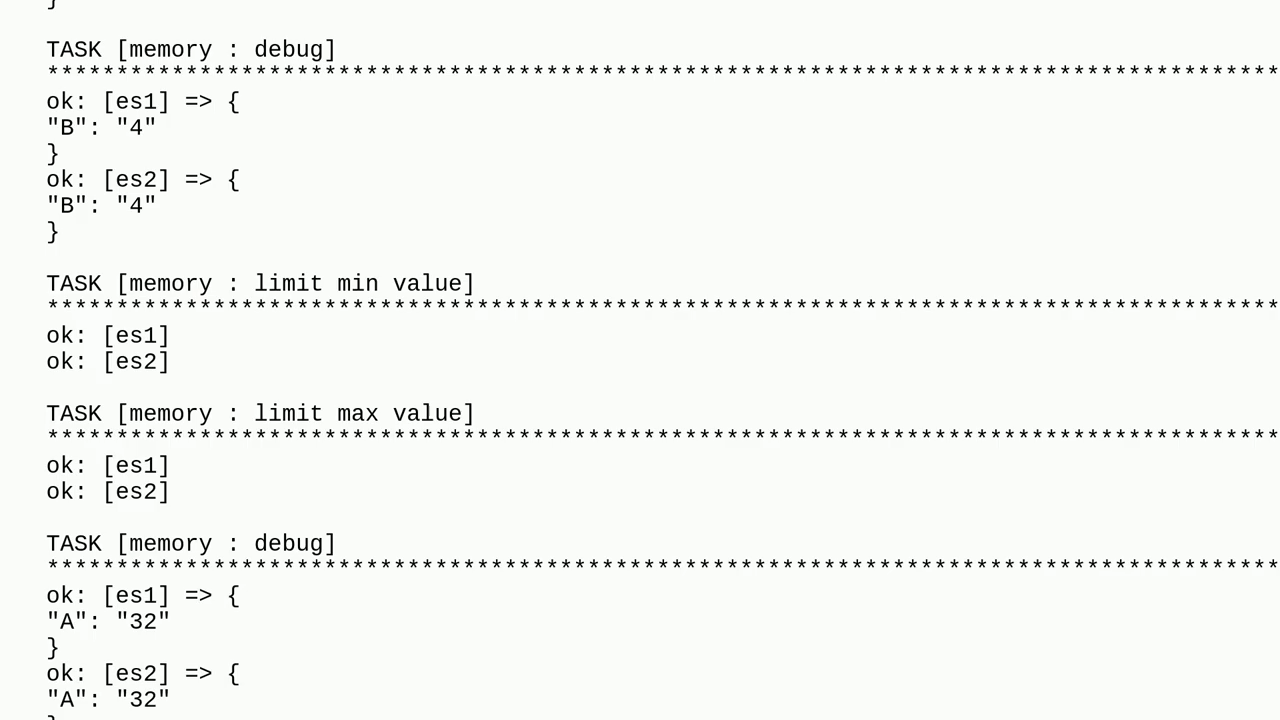 }
TASK [memory : debug]
*****************************************************************************************
ok: [es1] => {
"B": "4"
}
ok: [es2] => {
"B": "4"
}
TASK [memory : limit min value]
*****************************************************************************************
ok: [es1]
ok: [es2]
TASK [memory : limit max value]
*****************************************************************************************
ok: [es1]
ok: [es2]
TASK [memory : debug]
*****************************************************************************************
ok: [es1] => {
"A": "32"
}
ok: [es2] => {
"A": "32"
}